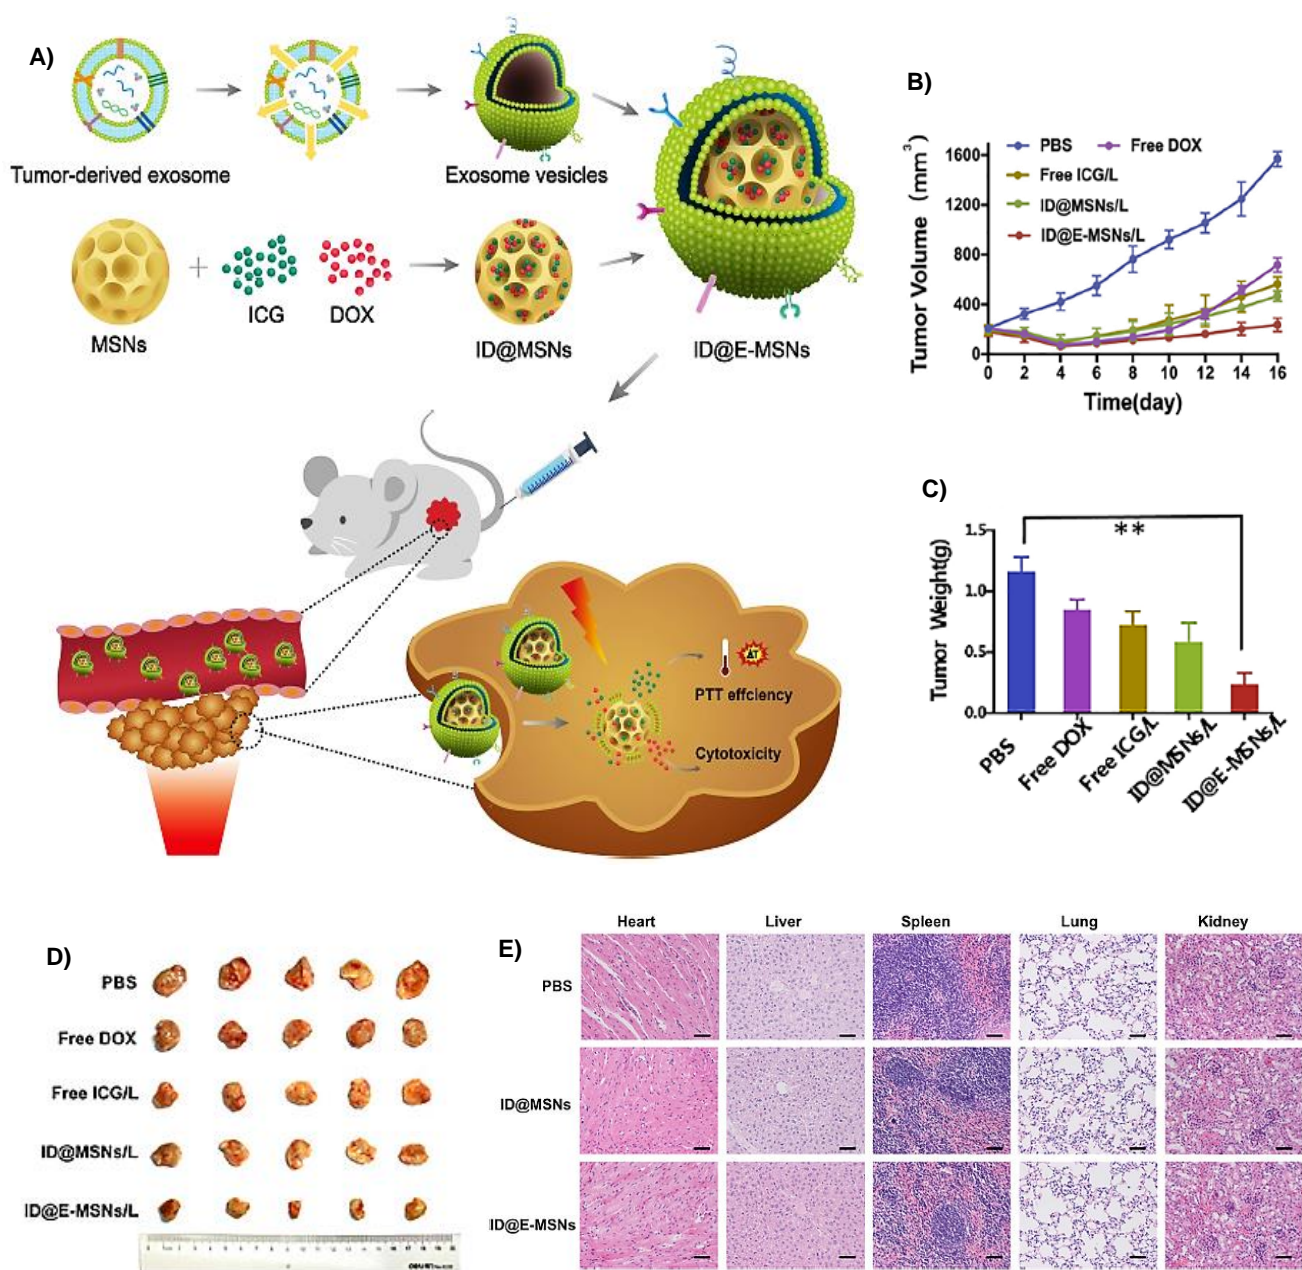 A)
Tumor-derived exosome
Exosome vesicles
MSNs
+
ICG
DOX
ID@MSNs
ID@E-MSNs
PTT effciency
ΔT
Cytotoxicity
B)
Tumor Volume (mm³)
1600
1200
800
400
0
PBS
Free DOX
Free ICG/L
ID@MSNs/L
ID@E-MSNs/L
0 2 4 6 8 10 12 14 16
Time(day)
C)
Tumor Weight(g)
1.5
1.0
0.5
0.0
**
PBS
Free DOX
Free ICG/L
ID@MSNs/L
ID@E-MSNs/L
D)
PBS
Free DOX
Free ICG/L
ID@MSNs/L
ID@E-MSNs/L
E)
Heart Liver Spleen Lung Kidney
PBS
ID@MSNs
ID@E-MSNs